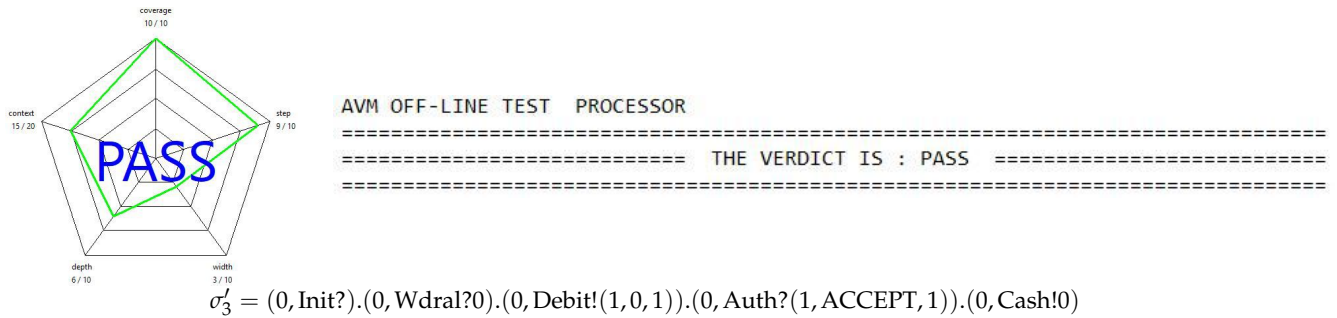 coverage
10 / 10
context
15 / 20
step
9 / 10
PASS
depth
6 / 10
width
3 / 10
AVM OFF-LINE TEST PROCESSOR
================================================================================
============================ THE VERDICT IS : PASS ===========================
================================================================================
σ′₃ = (0, Init?).(0, Wdral?0).(0, Debit!(1, 0, 1)).(0, Auth?(1, ACCEPT, 1)).(0, Cash!0)